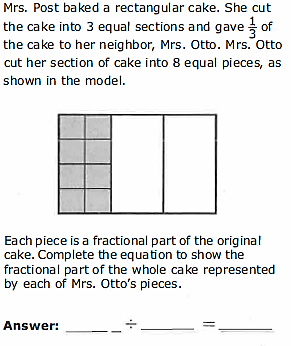 Mrs. Post baked a rectangular cake. She cut
the cake into 3 equal sections and gave 1/3 of
the cake to her neighbor, Mrs. Otto. Mrs. Otto
cut her section of cake into 8 equal pieces, as
shown in the model.
Each piece is a fractional part of the original
cake. Complete the equation to show the
fractional part of the whole cake represented
by each of Mrs. Otto's pieces.
Answer: _____ _ ÷ ______ = ______